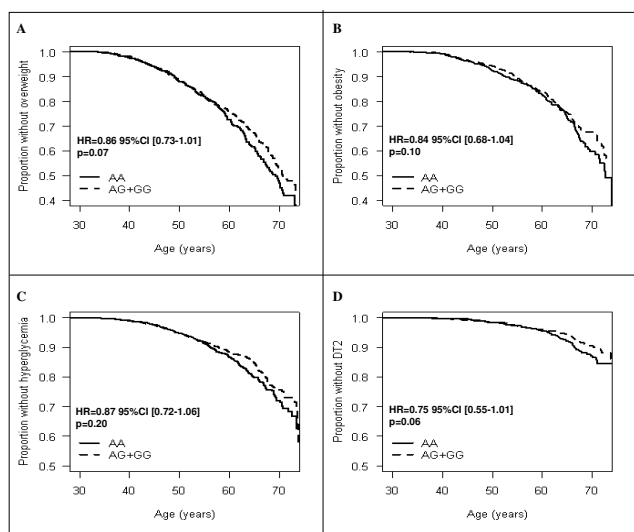 A
Proportion without overweight
1.0
0.9
0.8
0.7
0.6
0.5
0.4
HR=0.86 95%CI [0.73-1.01]
p=0.07
AA
AG+GG
30 40 50 60 70
Age (years)
B
Proportion without obesity
1.0
0.9
0.8
0.7
0.6
0.5
0.4
HR=0.84 95%CI [0.68-1.04]
p=0.10
AA
AG+GG
30 40 50 60 70
Age (years)
C
Proportion without hyperglycemia
1.0
0.9
0.8
0.7
0.6
0.5
HR=0.87 95%CI [0.72-1.06]
p=0.20
AA
AG+GG
30 40 50 60 70
Age (years)
D
Proportion without DT2
1.0
0.9
0.8
0.7
0.6
0.5
HR=0.75 95%CI [0.55-1.01]
p=0.06
AA
AG+GG
30 40 50 60 70
Age (years)